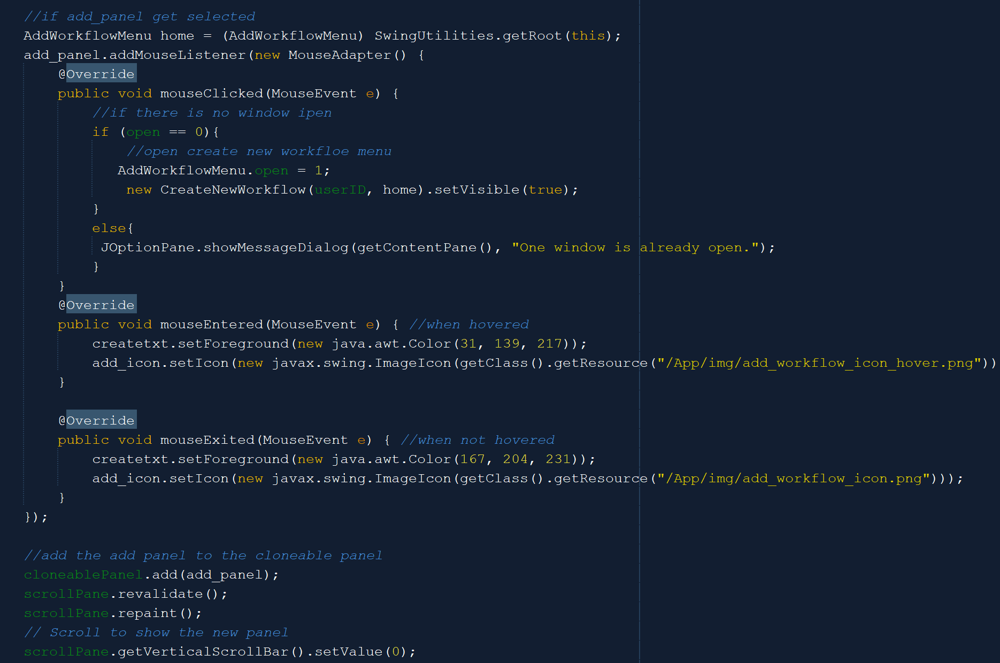 //if add_panel get selected
AddWorkflowMenu home = (AddWorkflowMenu) SwingUtilities.getRoot(this);
add_panel.addMouseListener(new MouseAdapter() {
@Override
public void mouseClicked(MouseEvent e) {
//if there is no window ipen
if (open == 0){
//open create new workfloe menu
AddWorkflowMenu.open = 1;
new CreateNewWorkflow(userID, home).setVisible(true);
}
else{
JOptionPane.showMessageDialog(getContentPane(), "One window is already open.");
}
}
@Override
public void mouseEntered(MouseEvent e) { //when hovered
createtxt.setForeground(new java.awt.Color(31, 139, 217));
add_icon.setIcon(new javax.swing.ImageIcon(getClass().getResource("/App/img/add_workflow_icon_hover.png"))
}
@Override
public void mouseExited(MouseEvent e) { //when not hovered
createtxt.setForeground(new java.awt.Color(167, 204, 231));
add_icon.setIcon(new javax.swing.ImageIcon(getClass().getResource("/App/img/add_workflow_icon.png")));
}
});
//add the add panel to the cloneable panel
cloneablePanel.add(add_panel);
scrollPane.revalidate();
scrollPane.repaint();
// Scroll to show the new panel
scrollPane.getVerticalScrollBar().setValue(0);